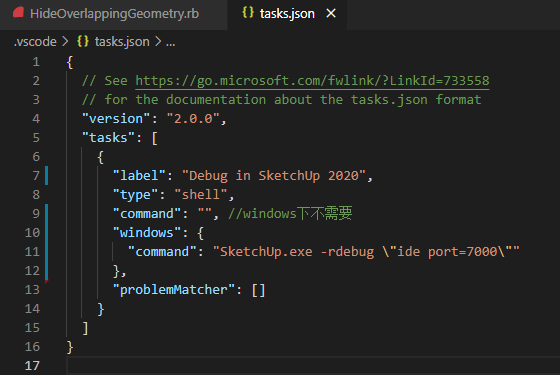 HideOverlappingGeometry.rb
{} tasks.json ×
.vscode > {} tasks.json > ...
1 {
2 // See https://go.microsoft.com/fwlink/?LinkId=733558
3 // for the documentation about the tasks.json format
4 "version": "2.0.0",
5 "tasks": [
6 {
7 "label": "Debug in SketchUp 2020",
8 "type": "shell",
9 "command": "", //windows下不需要
10 "windows": {
11 "command": "SketchUp.exe -rdebug \"ide port=7000\""
12 },
13 "problemMatcher": []
14 }
15 ]
16 }
17